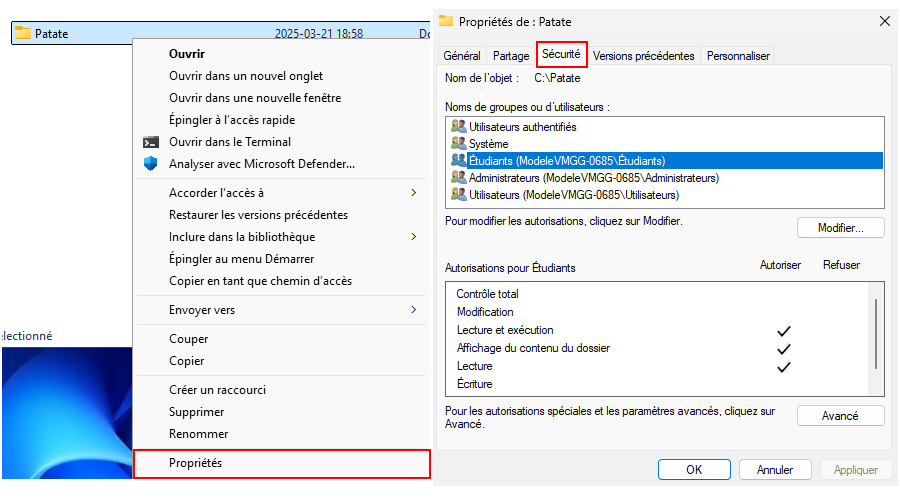 Patate
2025-03-21 18:58
Do
Ouvrir
Ouvrir dans un nouvel onglet
Ouvrir dans une nouvelle fenêtre
Épingler à l'accès rapide
Ouvrir dans le Terminal
Analyser avec Microsoft Defender...
Accorder l'accès à
Restaurer les versions précédentes
Inclure dans la bibliothèque
Épingler au menu Démarrer
Copier en tant que chemin d'accès
Envoyer vers
électionné
Couper
Copier
Créer un raccourci
Supprimer
Renommer
Propriétés
Propriétés de : Patate
Général Partage Sécurité Versions précédentes Personnaliser
Nom de l'objet : C:\Patate
Noms de groupes ou d'utilisateurs :
Utilisateurs authentifiés
Système
Étudiants (ModeleVMGG-0685\Étudiants)
Administrateurs (ModeleVMGG-0685\Administrateurs)
Utilisateurs (ModeleVMGG-0685\Utilisateurs)
Pour modifier les autorisations, cliquez sur Modifier.
Modifier...
Autorisations pour Étudiants Autoriser Refuser
Contrôle total
Modification
Lecture et exécution
Affichage du contenu du dossier
Lecture
Écriture
Pour les autorisations spéciales et les paramètres avancés, cliquez sur
Avancé.
Avancé
OK Annuler Appliquer